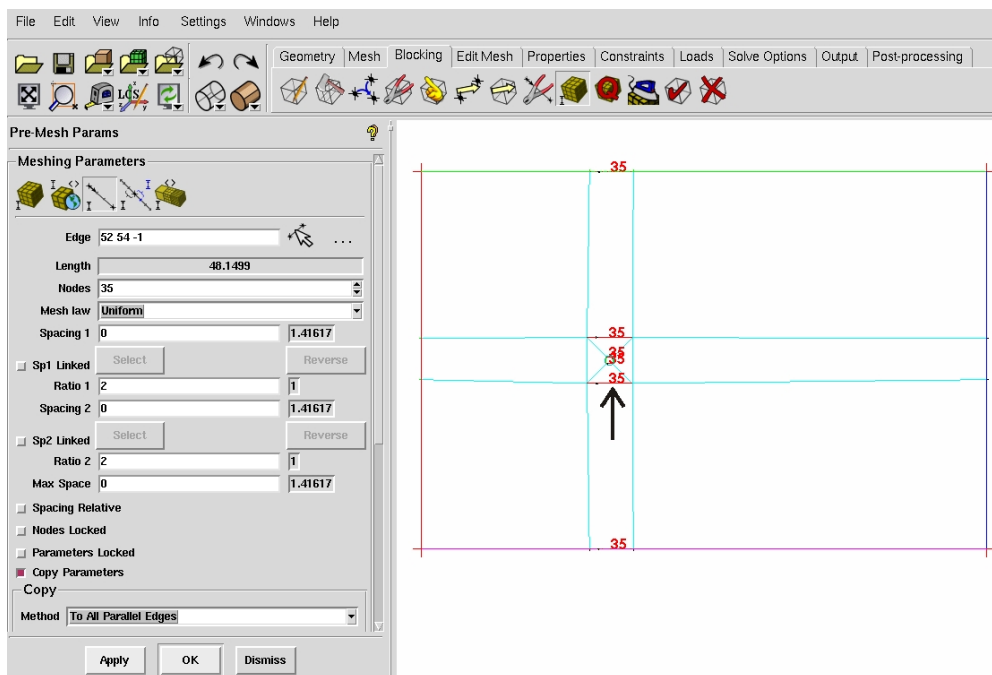 File Edit View Info Settings Windows Help
Geometry Mesh Blocking Edit Mesh Properties Constraints Loads Solve Options Output Post-processing
LCS
Pre-Mesh Params
Meshing Parameters
Edge 52 54 -1 ...
Length 48.1499
Nodes 35
Mesh law Uniform
Spacing 1 0 1.41617
Sp1 Linked Select Reverse
Ratio 1 2 1
Spacing 2 0 1.41617
Sp2 Linked Select Reverse
Ratio 2 2 1
Max Space 0 1.41617
Spacing Relative
Nodes Locked
Parameters Locked
Copy Parameters
Copy
Method To All Parallel Edges
Apply OK Dismiss
35
35
35
35
35
35